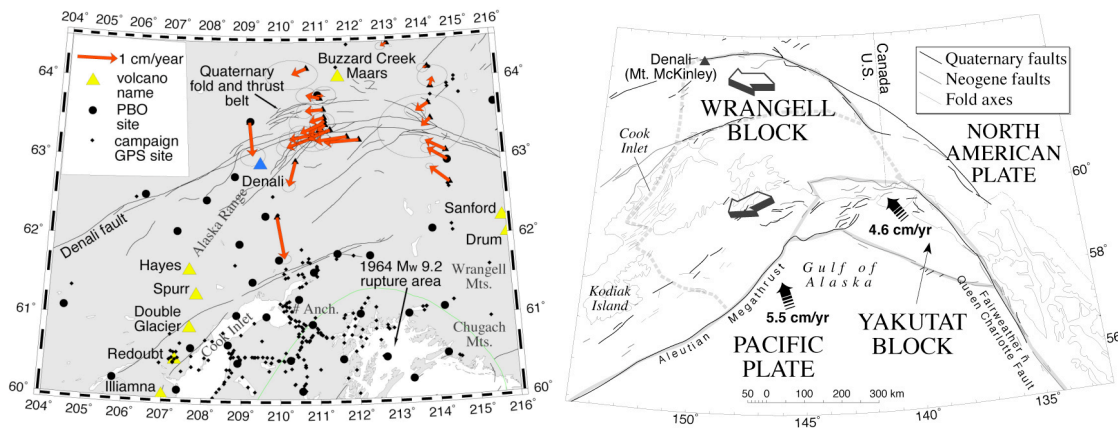 204° 205° 206° 207° 208° 209° 210° 211° 212° 213° 214° 215° 216°
1 cm/year
volcano
name
PBO
site
campaign
GPS site
Quaternary
fold and thrust
belt
Buzzard Creek
Maars
64°
64°
63°
63°
62°
62°
61°
61°
60°
60°
Denali
Denali fault
Alaska Range
Sanford
Drum
Hayes
Spurr
Double
Glacier
Redoubt
Illiamna
Cook Inlet
Anch.
1964 Mw 9.2
rupture area
Wrangell
Mts.
Chugach
Mts.
204° 205° 206° 207° 208° 209° 210° 211° 212° 213° 214° 215° 216°
Denali
(Mt. McKinley)
Canada
U.S.
Quaternary faults
Neogene faults
Fold axes
WRANGELL
BLOCK
NORTH
AMERICAN
PLATE
Cook
Inlet
60°
58°
56°
4.6 cm/yr
Gulf of
Alaska
Kodiak
Island
5.5 cm/yr
Aleutian Megathrust
YAKUTAT
BLOCK
PACIFIC
PLATE
Fairweather n.
Queen Charlotte Fault
150° 145° 140° 135°
50 0 100 200 300 km